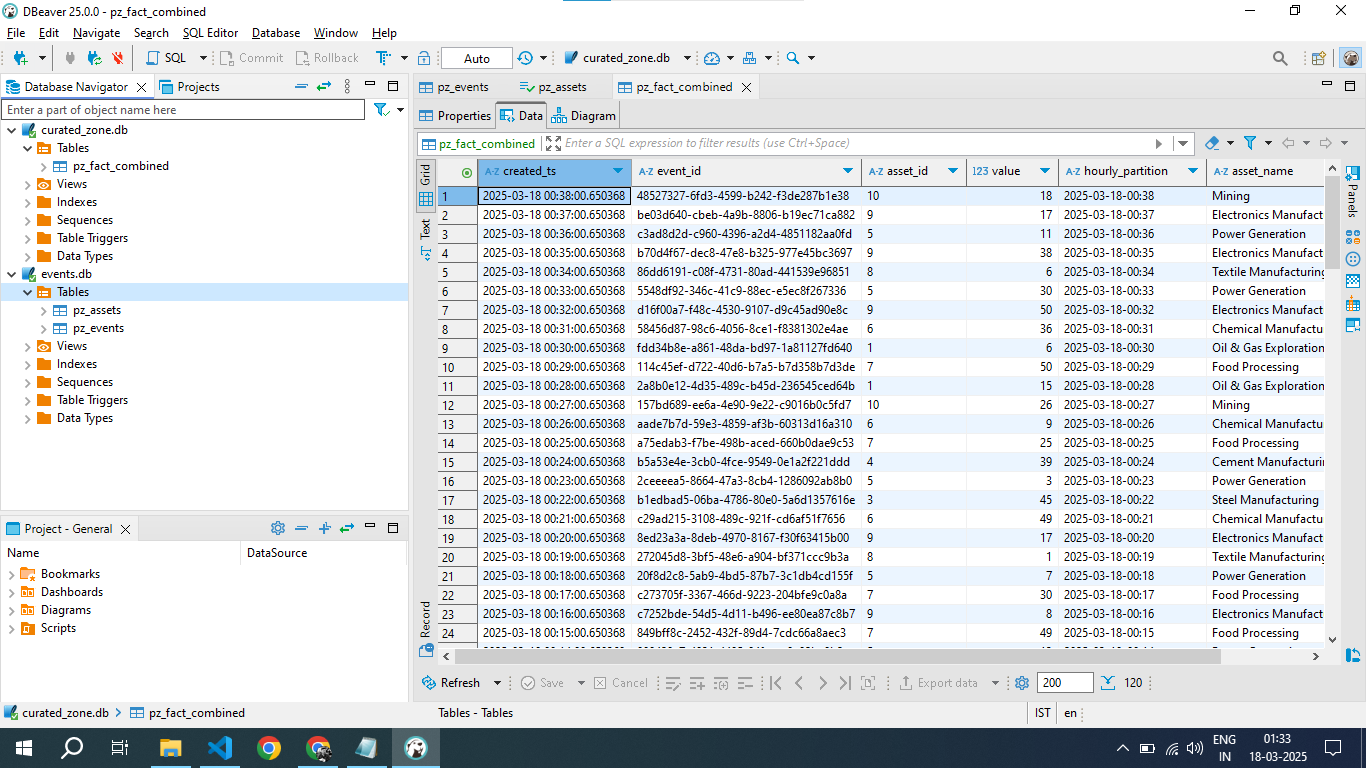 DBeaver 25.0.0 - pz_fact_combined
File Edit Navigate Search SQL Editor Database Window Help
SQL Commit Rollback Auto curated_zone.db
Database Navigator Projects
Enter a part of object name here
curated_zone.db
Tables
pz_fact_combined
Views
Indexes
Sequences
Table Triggers
Data Types
events.db
Tables
pz_assets
pz_events
Views
Indexes
Sequences
Table Triggers
Data Types
Project - General
Name DataSource
Bookmarks
Dashboards
Diagrams
Scripts
pz_events pz_assets pz_fact_combined
Properties Data Diagram
pz_fact_combined Enter a SQL expression to filter results (use Ctrl+Space)
Grid
Text
Record
Panels
A-Z created_ts A-Z event_id A-Z asset_id 123 value A-Z hourly_partition A-Z asset_name
1 2025-03-18 00:38:00.650368 48527327-6fd3-4599-b242-f3de287b1e38 10 18 2025-03-18-00:38 Mining
2 2025-03-18 00:37:00.650368 be03d640-cbeb-4a9b-8806-b19ec71ca882 9 17 2025-03-18-00:37 Electronics Manufact
3 2025-03-18 00:36:00.650368 c3ad8d2d-c960-4396-a2d4-4851182aa0fd 5 11 2025-03-18-00:36 Power Generation
4 2025-03-18 00:35:00.650368 b70d4f67-dec8-47e8-b325-977e45bc3697 9 38 2025-03-18-00:35 Electronics Manufact
5 2025-03-18 00:34:00.650368 86dd6191-c08f-4731-80ad-441539e96851 8 6 2025-03-18-00:34 Textile Manufacturing
6 2025-03-18 00:33:00.650368 5548df92-346c-41c9-88ec-e5ec8f267336 5 30 2025-03-18-00:33 Power Generation
7 2025-03-18 00:32:00.650368 d16f00a7-f48c-4530-9107-d9c45ad90e8c 9 50 2025-03-18-00:32 Electronics Manufact
8 2025-03-18 00:31:00.650368 58456d87-98c6-4056-8ce1-f8381302e4ae 6 36 2025-03-18-00:31 Chemical Manufactu
9 2025-03-18 00:30:00.650368 fdd34b8e-a861-48da-bd97-1a81127fd640 1 6 2025-03-18-00:30 Oil & Gas Exploration
10 2025-03-18 00:29:00.650368 114c45ef-d722-40d6-b7a5-b7d358b7d3de 7 50 2025-03-18-00:29 Food Processing
11 2025-03-18 00:28:00.650368 2a8b0e12-4d35-489c-b45d-236545ced64b 1 15 2025-03-18-00:28 Oil & Gas Exploration
12 2025-03-18 00:27:00.650368 157bd689-ee6a-4e90-9e22-c9016b0c5fd7 10 26 2025-03-18-00:27 Mining
13 2025-03-18 00:26:00.650368 aade7b7d-59e3-4859-af3b-60313d16a310 6 9 2025-03-18-00:26 Chemical Manufactu
14 2025-03-18 00:25:00.650368 a75edab3-f7be-498b-aced-660b0dae9c53 7 25 2025-03-18-00:25 Food Processing
15 2025-03-18 00:24:00.650368 b5a53e4e-3cb0-4fce-9549-0e1a2f221ddd 4 39 2025-03-18-00:24 Cement Manufacturi
16 2025-03-18 00:23:00.650368 2ceeeea5-8664-47a3-8cb4-1286092ab8b0 5 3 2025-03-18-00:23 Power Generation
17 2025-03-18 00:22:00.650368 b1edbad5-06ba-4786-80e0-5a6d1357616e 3 45 2025-03-18-00:22 Steel Manufacturing
18 2025-03-18 00:21:00.650368 c29ad215-3108-489c-921f-cd6af51f7656 6 49 2025-03-18-00:21 Chemical Manufactu
19 2025-03-18 00:20:00.650368 8ed23a3a-8deb-4970-8167-f30f63415b00 9 17 2025-03-18-00:20 Electronics Manufact
20 2025-03-18 00:19:00.650368 272045d8-3bf5-48e6-a904-bf371ccc9b3a 8 1 2025-03-18-00:19 Textile Manufacturing
21 2025-03-18 00:18:00.650368 20f8d2c8-5ab9-4bd5-87b7-3c1db4cd155f 5 7 2025-03-18-00:18 Power Generation
22 2025-03-18 00:17:00.650368 c273705f-3367-466d-9223-204bfe9c0a8a 7 30 2025-03-18-00:17 Food Processing
23 2025-03-18 00:16:00.650368 c7252bde-54d5-4d11-b496-ee80ea87c8b7 9 8 2025-03-18-00:16 Electronics Manufact
24 2025-03-18 00:15:00.650368 849bff8c-2452-432f-89d4-7cdc66a8aec3 7 49 2025-03-18-00:15 Food Processing
Refresh Save Cancel Export data 200 120
curated_zone.db pz_fact_combined Tables - Tables IST en
ENG
IN
01:33
18-03-2025